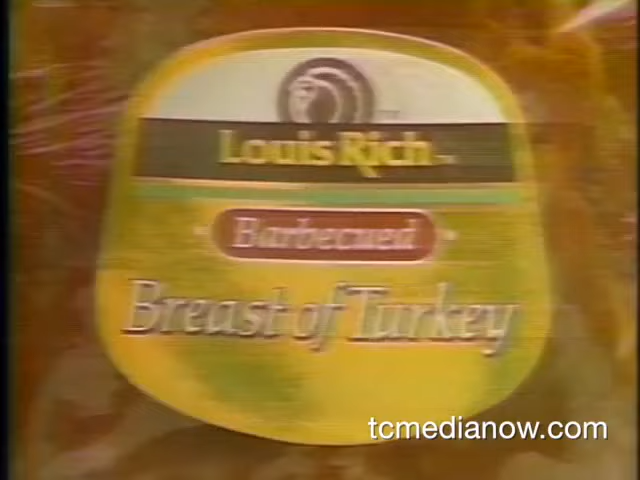 Louis Rich
Barbecued
Breast of Turkey
tcmedianow.com